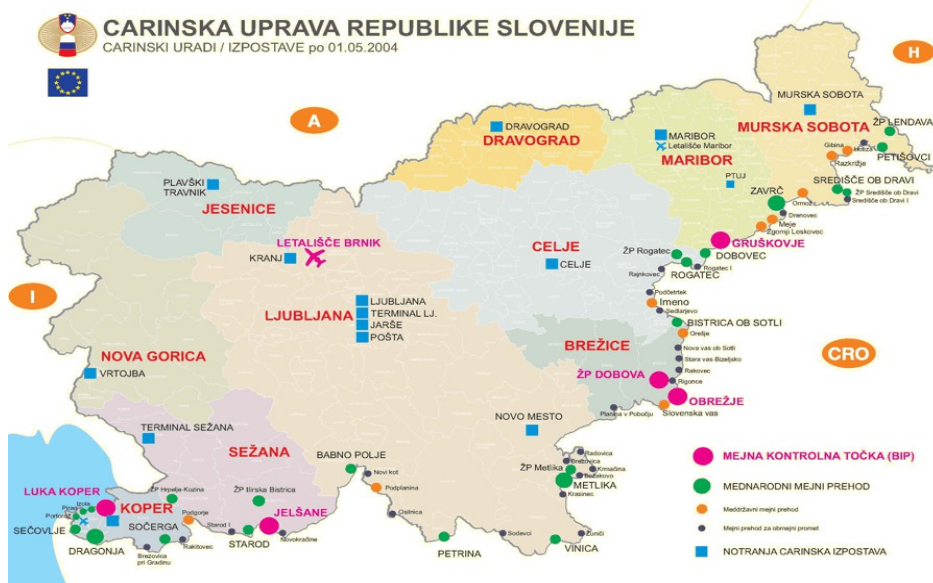 CARINSKA UPRAVA REPUBLIKE SLOVENIJE
CARINSKI URADI / IZPOSTAVE po 01.05.2004
H
A
MURSKA SOBOTA
DRAVOGRAD
DRAVOGRAD
MARIBOR
Letališče Maribor
MURSKA SOBOTA
ŽP LENDAVA
MARIBOR
Gibina
Razkrižje
PETIŠOVCI
PLAVŠKI
TRAVNIK
PTUJ
SREDIŠČE OB DRAVI
ZAVRČ
ŽP Središče ob Dravi
Središče ob Dravi I
Ormož
JESENICE
Drenovec
Meje
Zgornji Leskovec
LETALIŠČE BRNIK
CELJE
GRUŠKOVJE
KRANJ
CELJE
ŽP Rogatec
DOBOVEC
Rogatec I
ROGATEC
Rajnkovec
I
LJUBLJANA
LJUBLJANA
TERMINAL LJ.
JARŠE
POŠTA
Podčetrtek
Imeno
Sedlarjevo
BISTRICA OB SOTLI
Orešje
BREŽICE
Nova vas ob Sotli
Stara vas-Bizeljsko
CRO
NOVA GORICA
VRTOJBA
ŽP DOBOVA
Rakovec
Rigonce
OBREŽJE
Slovenska vas
Planina v Pobočju
NOVO MESTO
TERMINAL SEŽANA
SEŽANA
BABNO POLJE
Novi kot
Podplanina
Radovica
Brezovica
Krmačina
ŽP Metlika
Božakovo
METLIKA
Krasinec
MEJNA KONTROLNA TOČKA (BIP)
MEDNARODNI MEJNI PREHOD
Meddržavni mejni prehod
Mejni prehod za obmejni promet
NOTRANJA CARINSKA IZPOSTAVA
LUKA KOPER
ŽP Hrpelje-Kozina
ŽP Ilirska Bistrica
Izola
Piran
Portorož
KOPER
SEČOVLJE
SOČERGA
Podgorje
JELŠANE
Osilnica
Starod I
STAROD
Novokračine
DRAGONJA
Brezovica
pri Gradinu
Rakitovec
PETRINA
Sodevci
VINICA
Žuniči